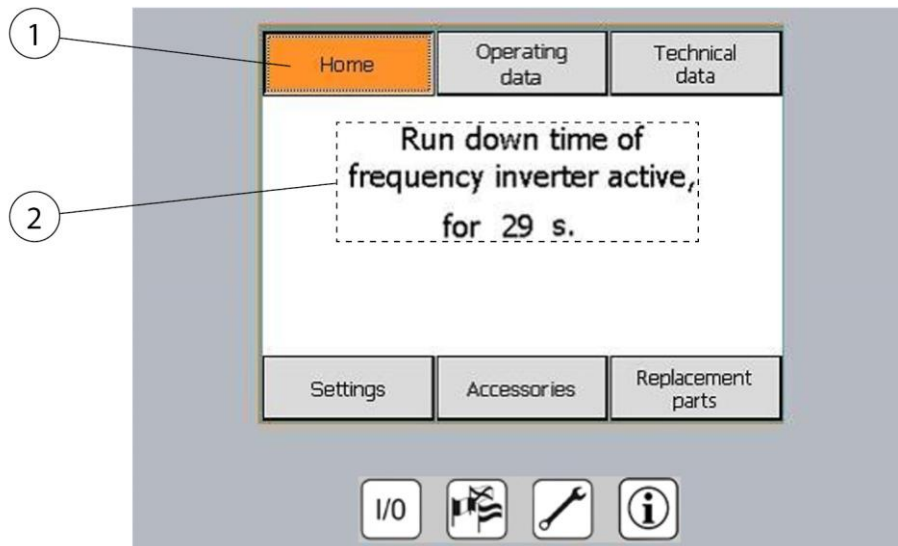 1
Home
Operating
data
Technical
data
Run down time of
frequency inverter active,
2
for 29 s.
Settings
Accessories
Replacement
parts
I/0
i